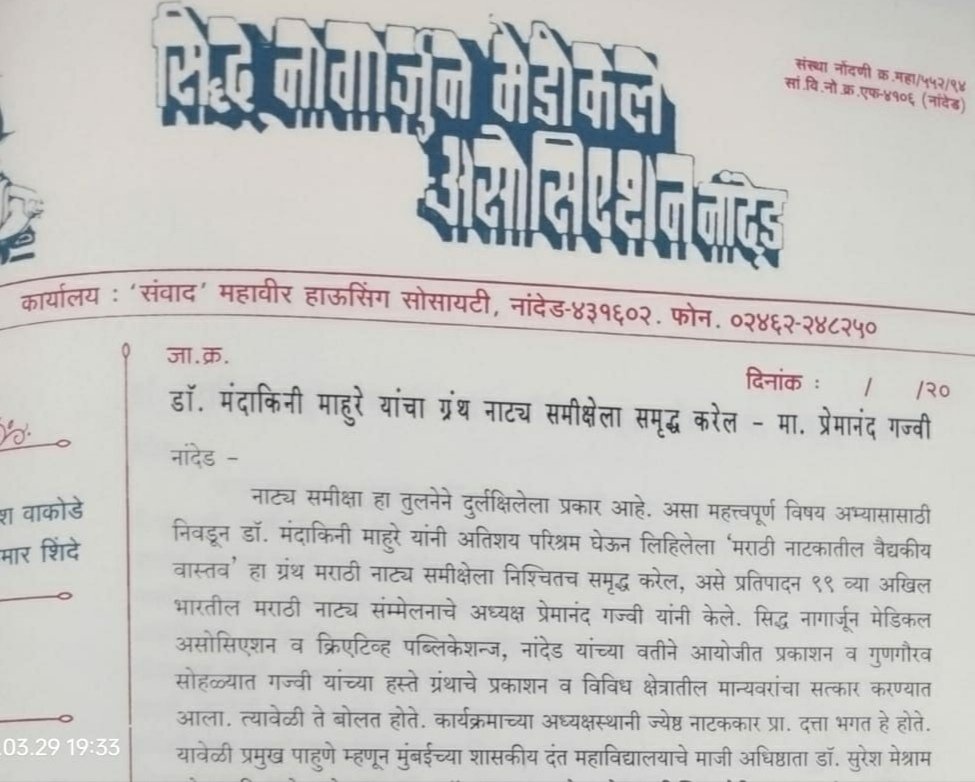 सिद्ध नागार्जुन मेडीकल
असोसिएशन नांदेड
संस्था नोंदणी क्र.महा/५५२/९४
सां.वि.नों.क्र.एफ-४१०६ (नांदेड)
कार्यालय : 'संवाद' महावीर हाऊसिंग सोसायटी, नांदेड-४३१६०२. फोन. ०२४६२-२४८२५०
जा.क्र.
दिनांक : / /२०
डॉ. मंदाकिनी माहुरे यांचा ग्रंथ नाट्य समीक्षेला समृद्ध करेल - मा. प्रेमानंद गज्वी
नांदेड -
नाट्य समीक्षा हा तुलनेने दुर्लक्षिलेला प्रकार आहे. असा महत्त्वपूर्ण विषय अभ्यासासाठी
निवडून डॉ. मंदाकिनी माहुरे यांनी अतिशय परिश्रम घेऊन लिहिलेला 'मराठी नाटकातील वैद्यकीय
वास्तव' हा ग्रंथ मराठी नाट्य समीक्षेला निश्चितच समृद्ध करेल, असे प्रतिपादन ९९ व्या अखिल
भारतील मराठी नाट्य संम्मेलनाचे अध्यक्ष प्रेमानंद गज्वी यांनी केले. सिद्ध नागार्जून मेडिकल
असोसिएशन व क्रिएटिव्ह पब्लिकेशन्ज, नांदेड यांच्या वतीने आयोजीत प्रकाशन व गुणगौरव
सोहळ्यात गज्वी यांच्या हस्ते ग्रंथाचे प्रकाशन व विविध क्षेत्रातील मान्यवरांचा सत्कार करण्यात
आला. त्यावेळी ते बोलत होते. कार्यक्रमाच्या अध्यक्षस्थानी ज्येष्ठ नाटककार प्रा. दत्ता भगत हे होते.
यावेळी प्रमुख पाहुणे म्हणून मुंबईच्या शासकीय दंत महाविद्यालयाचे माजी अधिष्ठाता डॉ. सुरेश मेश्राम
श वाकोडे
मार शिंदे
.03.29 19:33